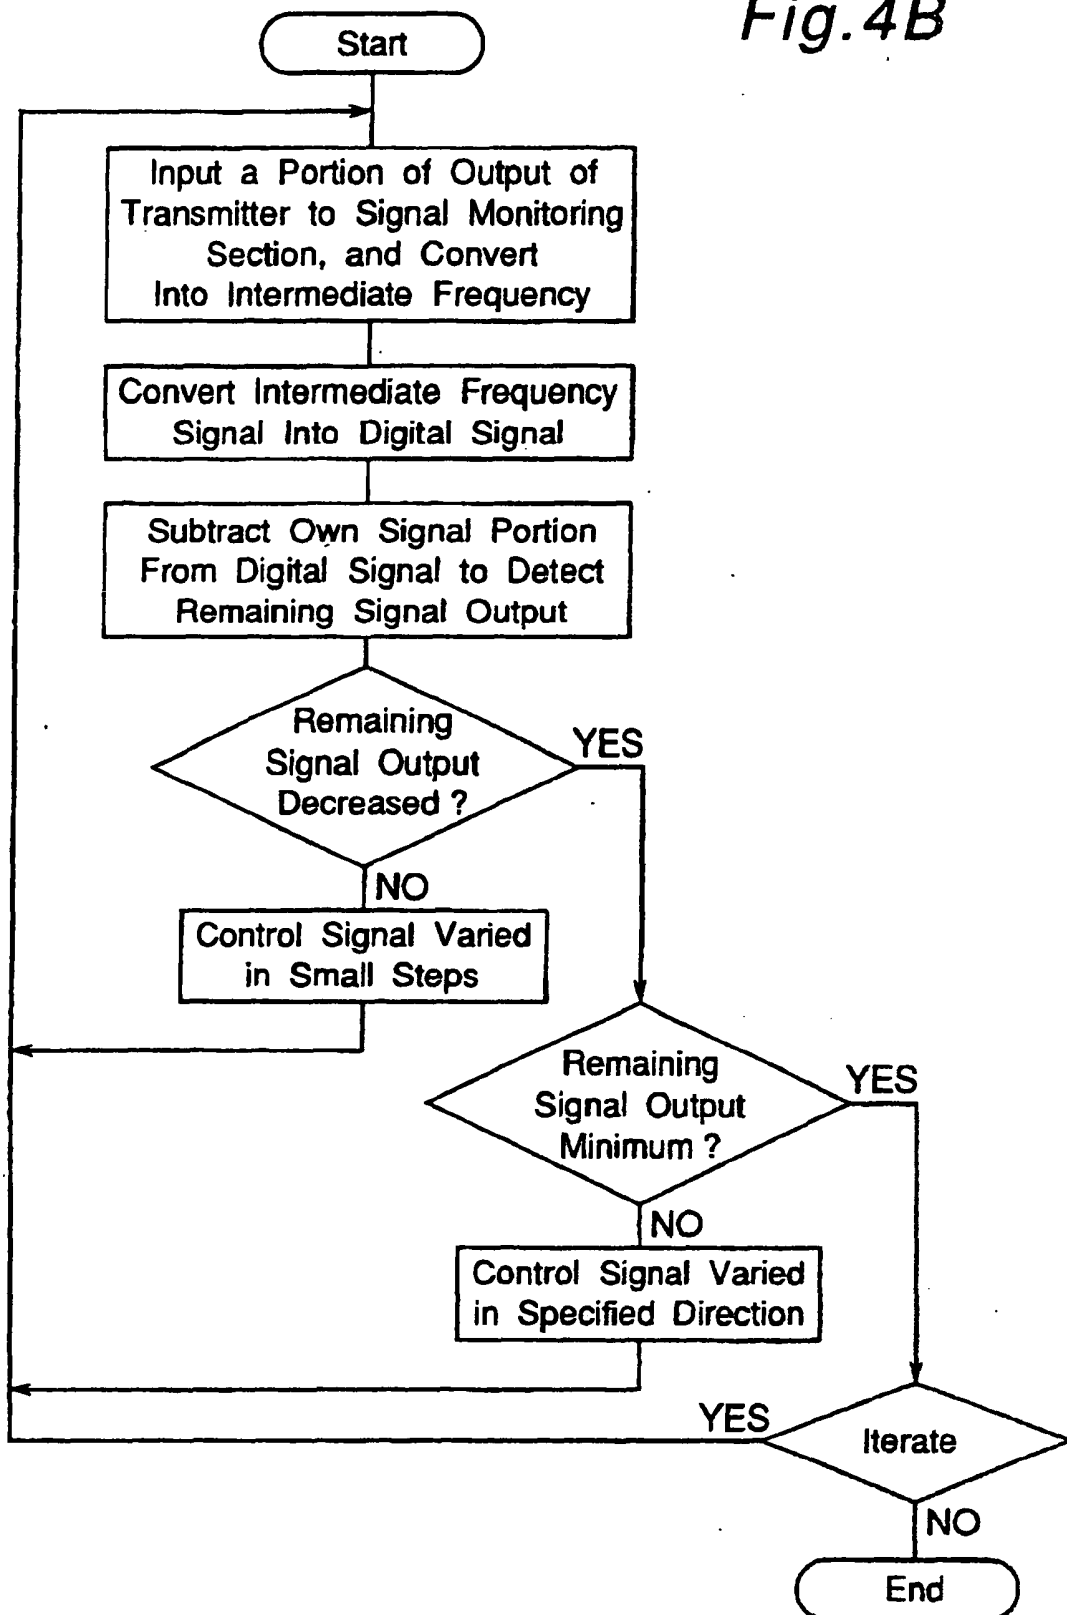 Fig.4B
Start
Input a Portion of Output of
Transmitter to Signal Monitoring
Section, and Convert
Into Intermediate Frequency
Convert Intermediate Frequency
Signal Into Digital Signal
Subtract Own Signal Portion
From Digital Signal to Detect
Remaining Signal Output
Remaining
Signal Output
Decreased ?
YES
NO
Control Signal Varied
in Small Steps
Remaining
Signal Output
Minimum ?
YES
NO
Control Signal Varied
in Specified Direction
YES
Iterate
NO
End